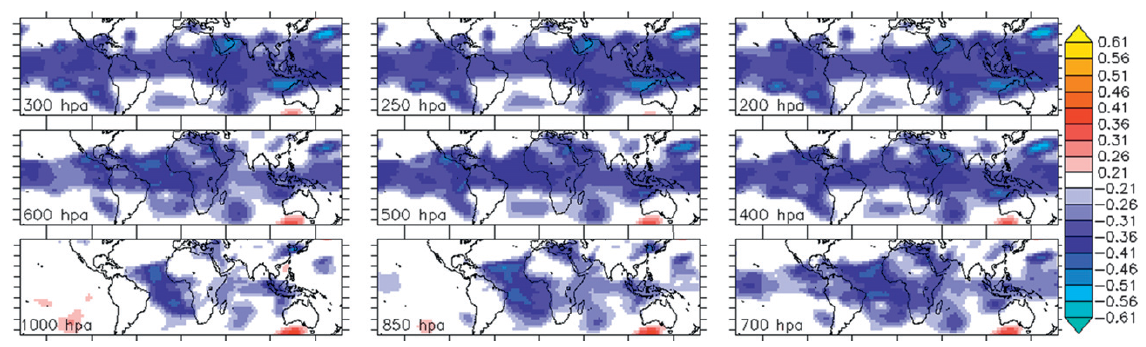 300 hpa
250 hpa
200 hpa
600 hpa
500 hpa
400 hpa
1000 hpa
850 hpa
700 hpa
0.61
0.56
0.51
0.46
0.41
0.36
0.31
0.26
0.21
−0.21
−0.26
−0.31
−0.36
−0.41
−0.46
−0.51
−0.56
−0.61